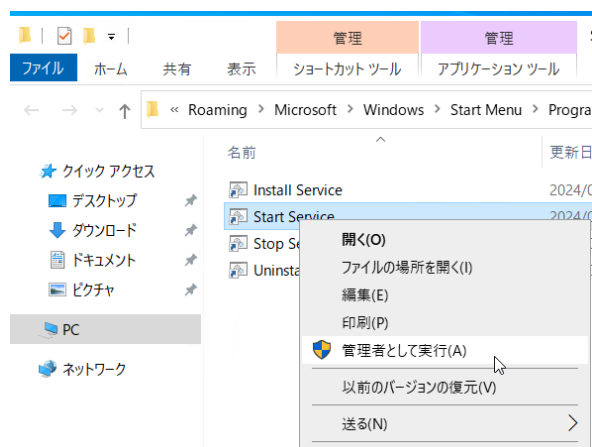 管理
管理
ファイル
ホーム
共有
表示
ショートカット ツール
アプリケーション ツール
« Roaming > Microsoft > Windows > Start Menu > Progra
名前
更新日
クイック アクセス
デスクトップ
ダウンロード
ドキュメント
ピクチャ
PC
ネットワーク
Install Service
2024/0
Start Service
2024/0
Stop Se
Uninsta
開く(O)
ファイルの場所を開く(I)
編集(E)
印刷(P)
管理者として実行(A)
以前のバージョンの復元(V)
送る(N)